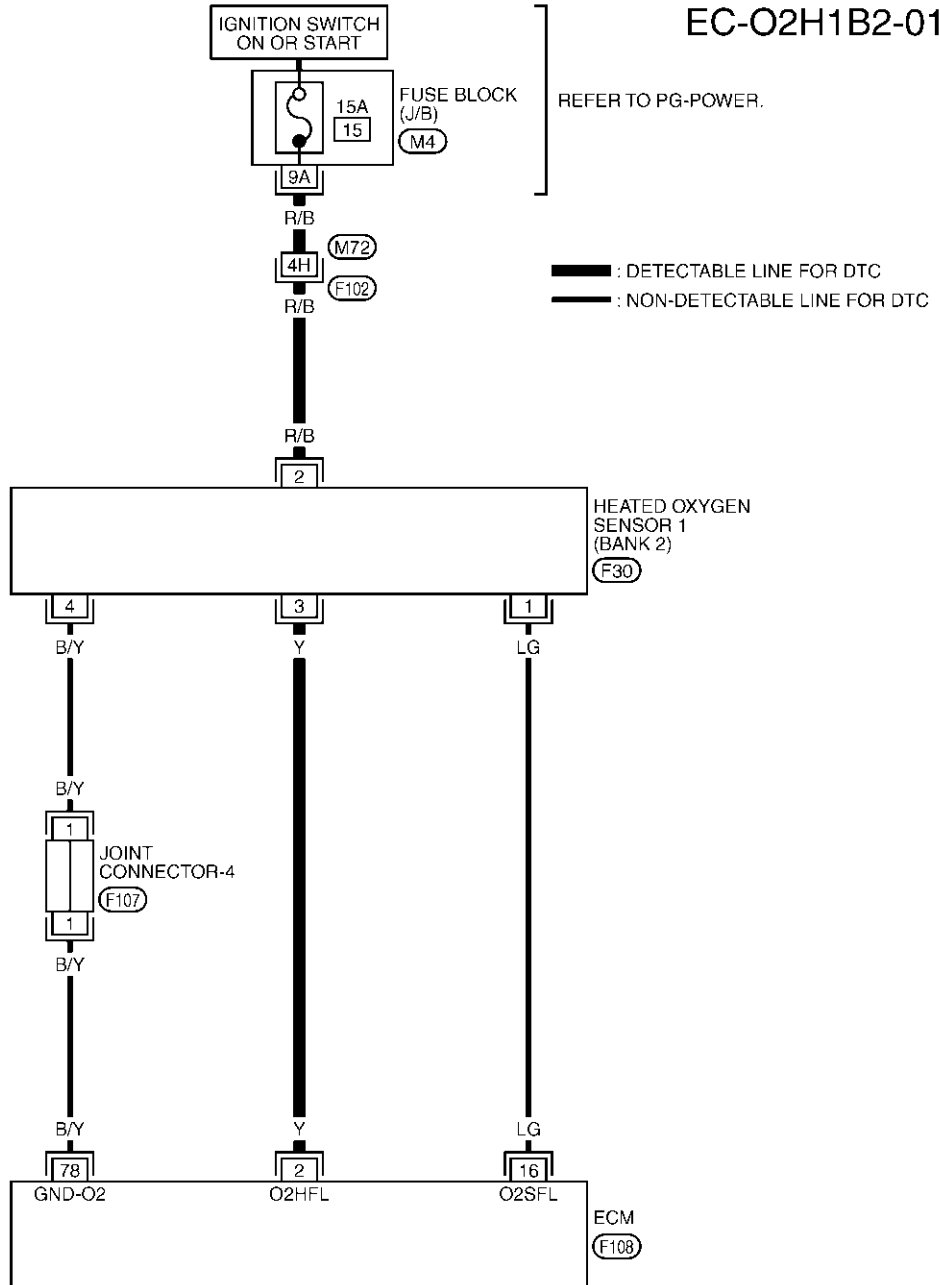 EC-O2H1B2-01
IGNITION SWITCH
ON OR START
FUSE BLOCK
(J/B)
M4
15A
15
REFER TO PG-POWER.
9A
R/B
M72
4H
F102
R/B
: DETECTABLE LINE FOR DTC
: NON-DETECTABLE LINE FOR DTC
R/B
2
HEATED OXYGEN
SENSOR 1
(BANK 2)
F30
4 3 1
B/Y Y LG
B/Y
1
JOINT
CONNECTOR-4
F107
1
B/Y
B/Y Y LG
78 2 16
GND-O2 O2HFL O2SFL
ECM
F108